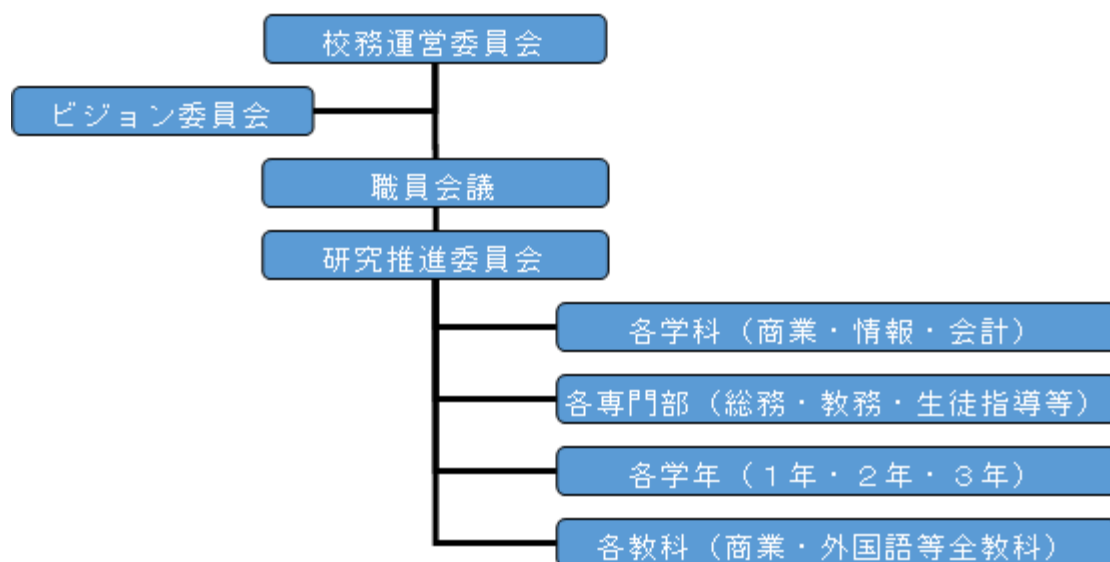 校務運営委員会
ビジョン委員会
職員会議
研究推進委員会
各学科（商業・情報・会計）
各専門部（総務・教務・生徒指導等）
各学年（１年・２年・３年）
各教科（商業・外国語等全教科）